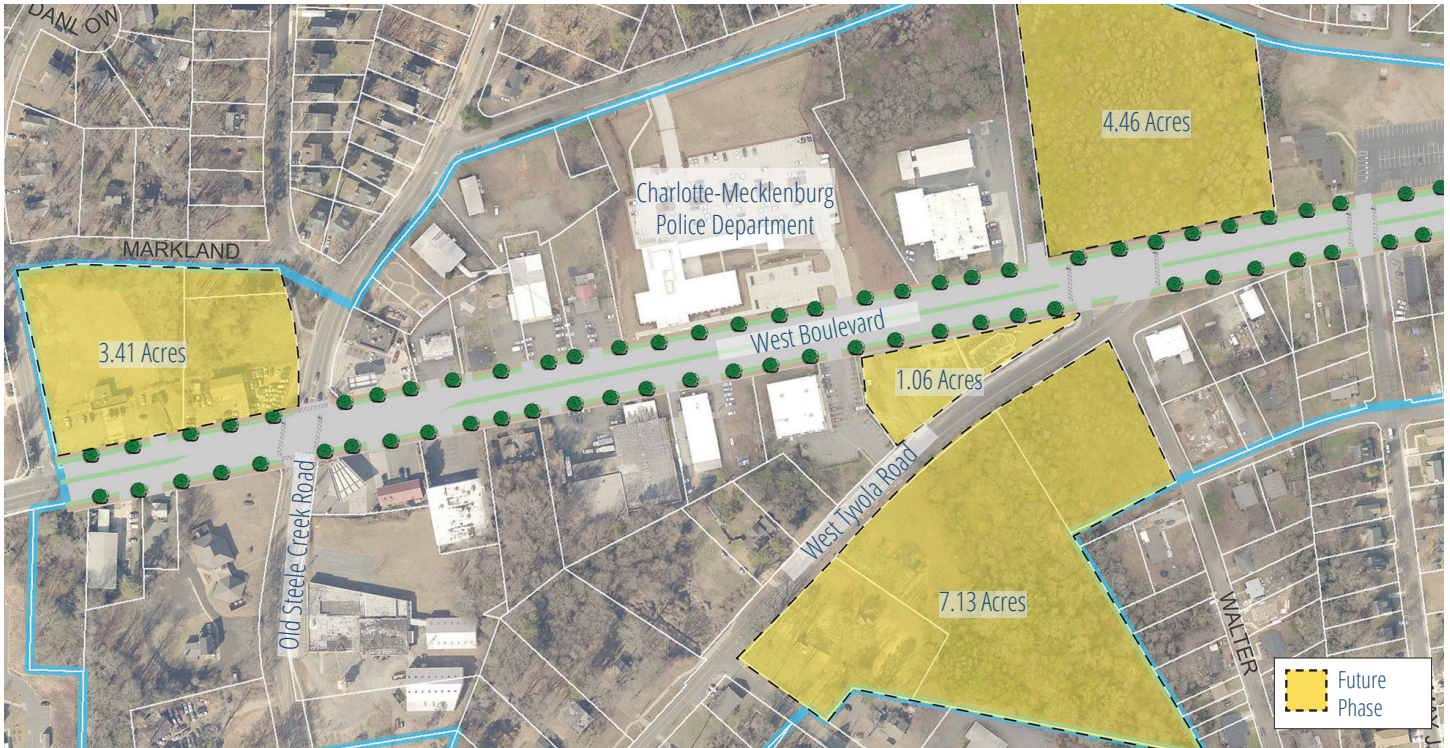 DANLOW
4.46 Acres
Charlotte-Mecklenburg
Police Department
MARKLAND
West Boulevard
3.41 Acres
1.06 Acres
West Tyvola Road
Old Steele Creek Road
7.13 Acres
WALTER
Future
Phase